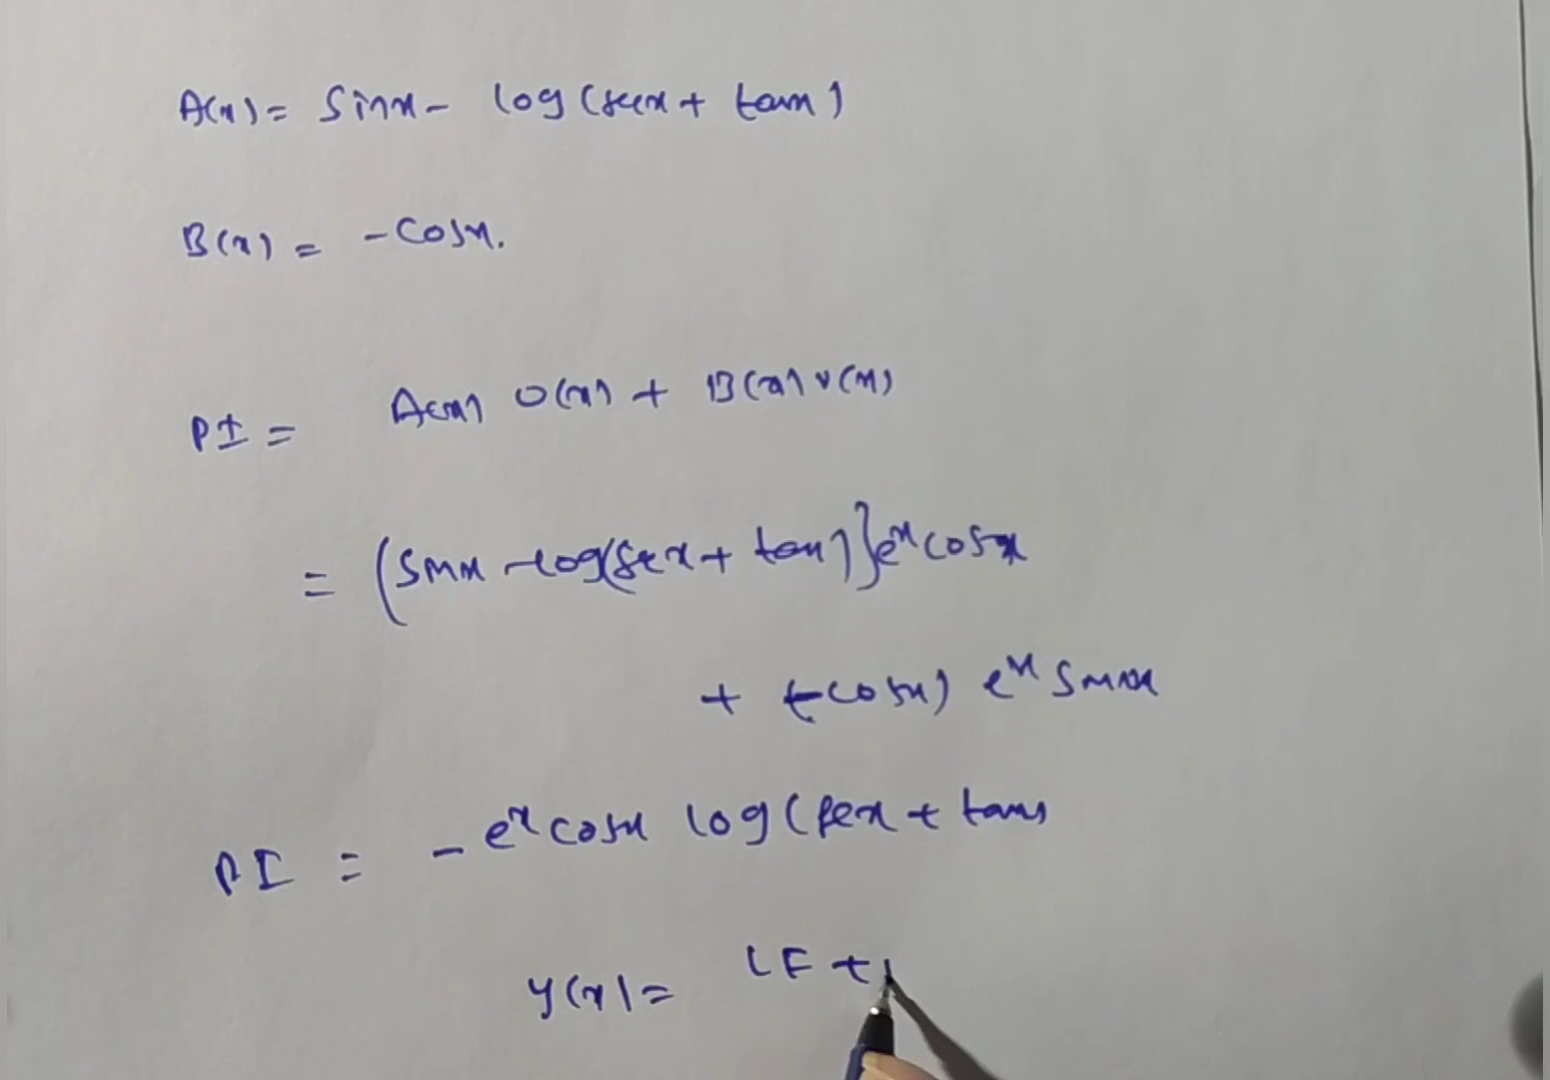 A(x) = Sinx - log (secx + tanx)
B(x) = - Cosx.
PI = A(x) U(x) + B(x) v(x)
= (Sinx - log(secx + tanx)} e^x cosx
+ (-cosx) e^x Sinx
PI = - e^x cosx log (secx + tanx
y(x) = CF +